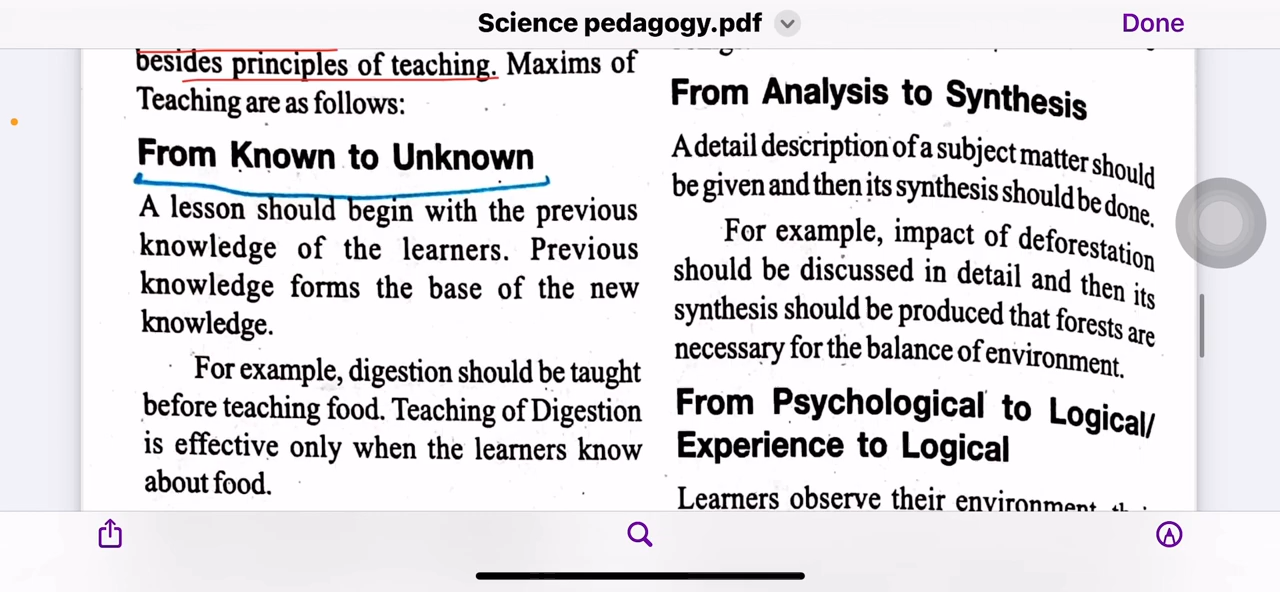 Science pedagogy.pdf
Done
besides principles of teaching. Maxims of
Teaching are as follows:
From Known to Unknown
A lesson should begin with the previous
knowledge of the learners. Previous
knowledge forms the base of the new
knowledge.
For example, digestion should be taught
before teaching food. Teaching of Digestion
is effective only when the learners know
about food.
From Analysis to Synthesis
A detail description of a subject matter should
be given and then its synthesis should be done.
For example, impact of deforestation
should be discussed in detail and then its
synthesis should be produced that forests are
necessary for the balance of environment.
From Psychological to Logical/
Experience to Logical
Learners observe their environment